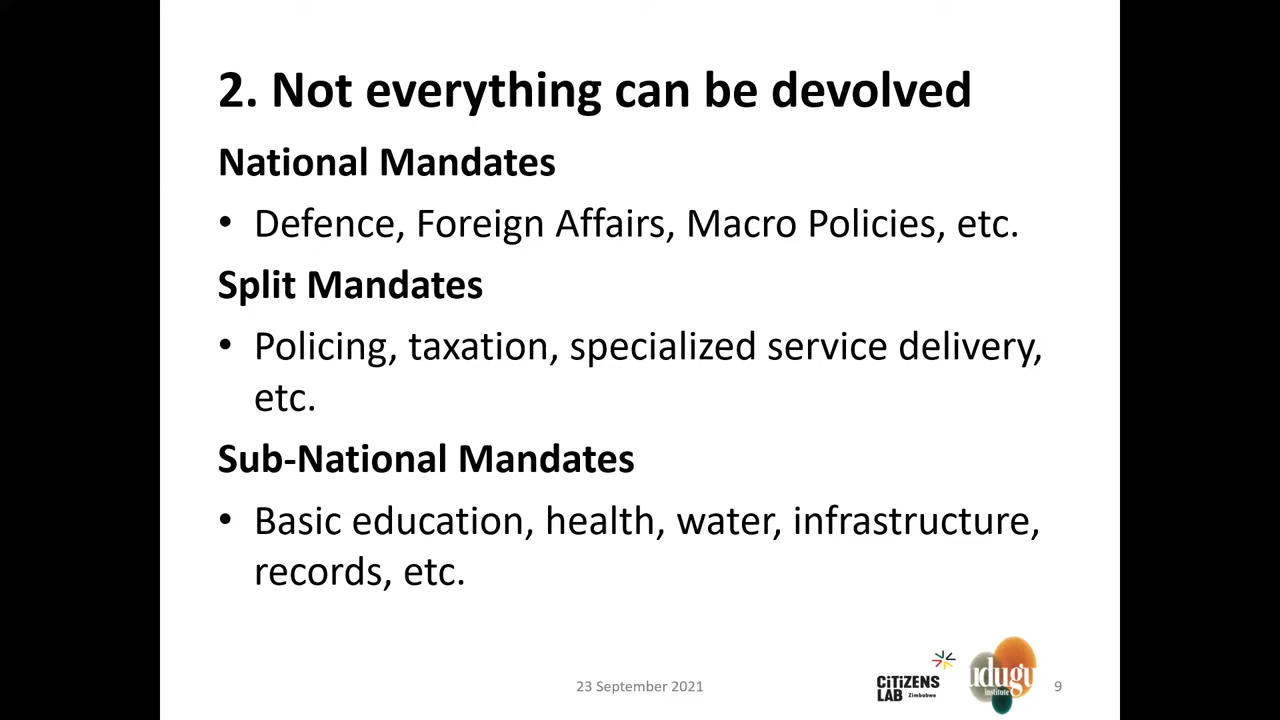 2. Not everything can be devolved
National Mandates
• Defence, Foreign Affairs, Macro Policies, etc.
Split Mandates
• Policing, taxation, specialized service delivery,
etc.
Sub-National Mandates
• Basic education, health, water, infrastructure,
records, etc.
23 September 2021
CiTiZENS
LAB Zimbabwe
udugu
institute
9